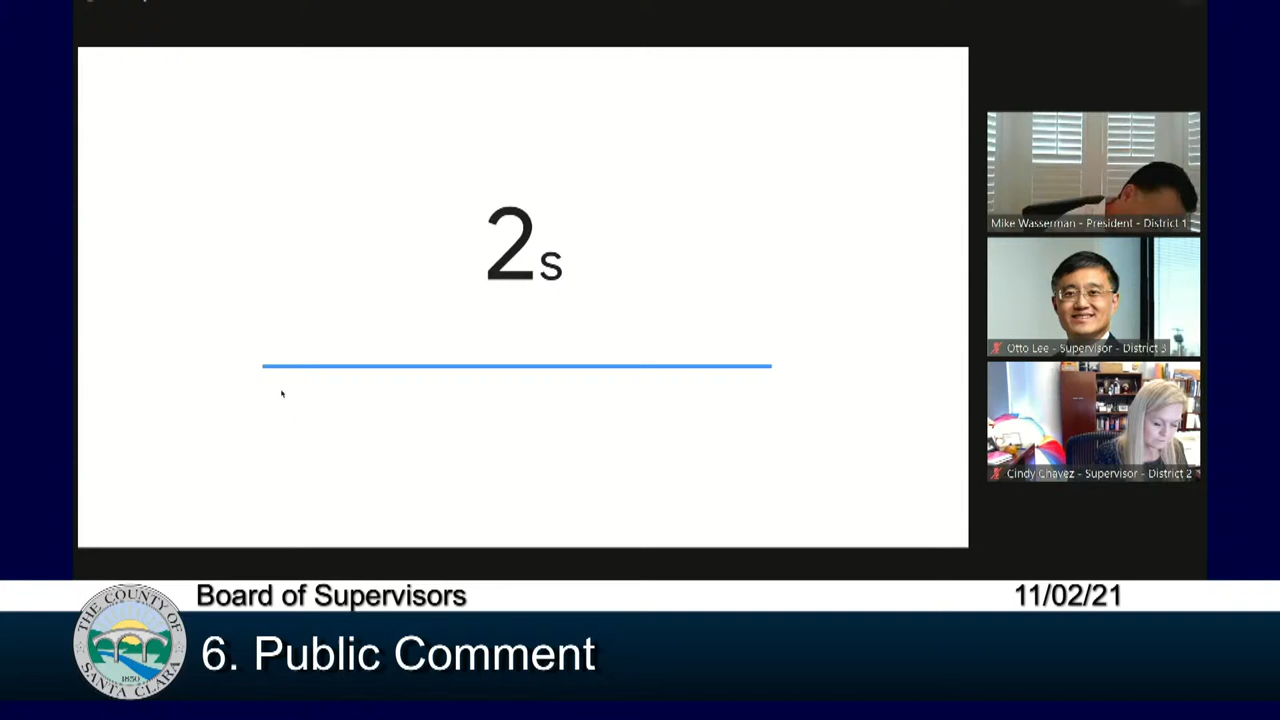 2s
Mike Wasserman - President - District 1
Otto Lee - Supervisor - District 3
Cindy Chavez - Supervisor - District 2
Board of Supervisors
11/02/21
THE COUNTY OF SANTA CLARA
1850
6. Public Comment